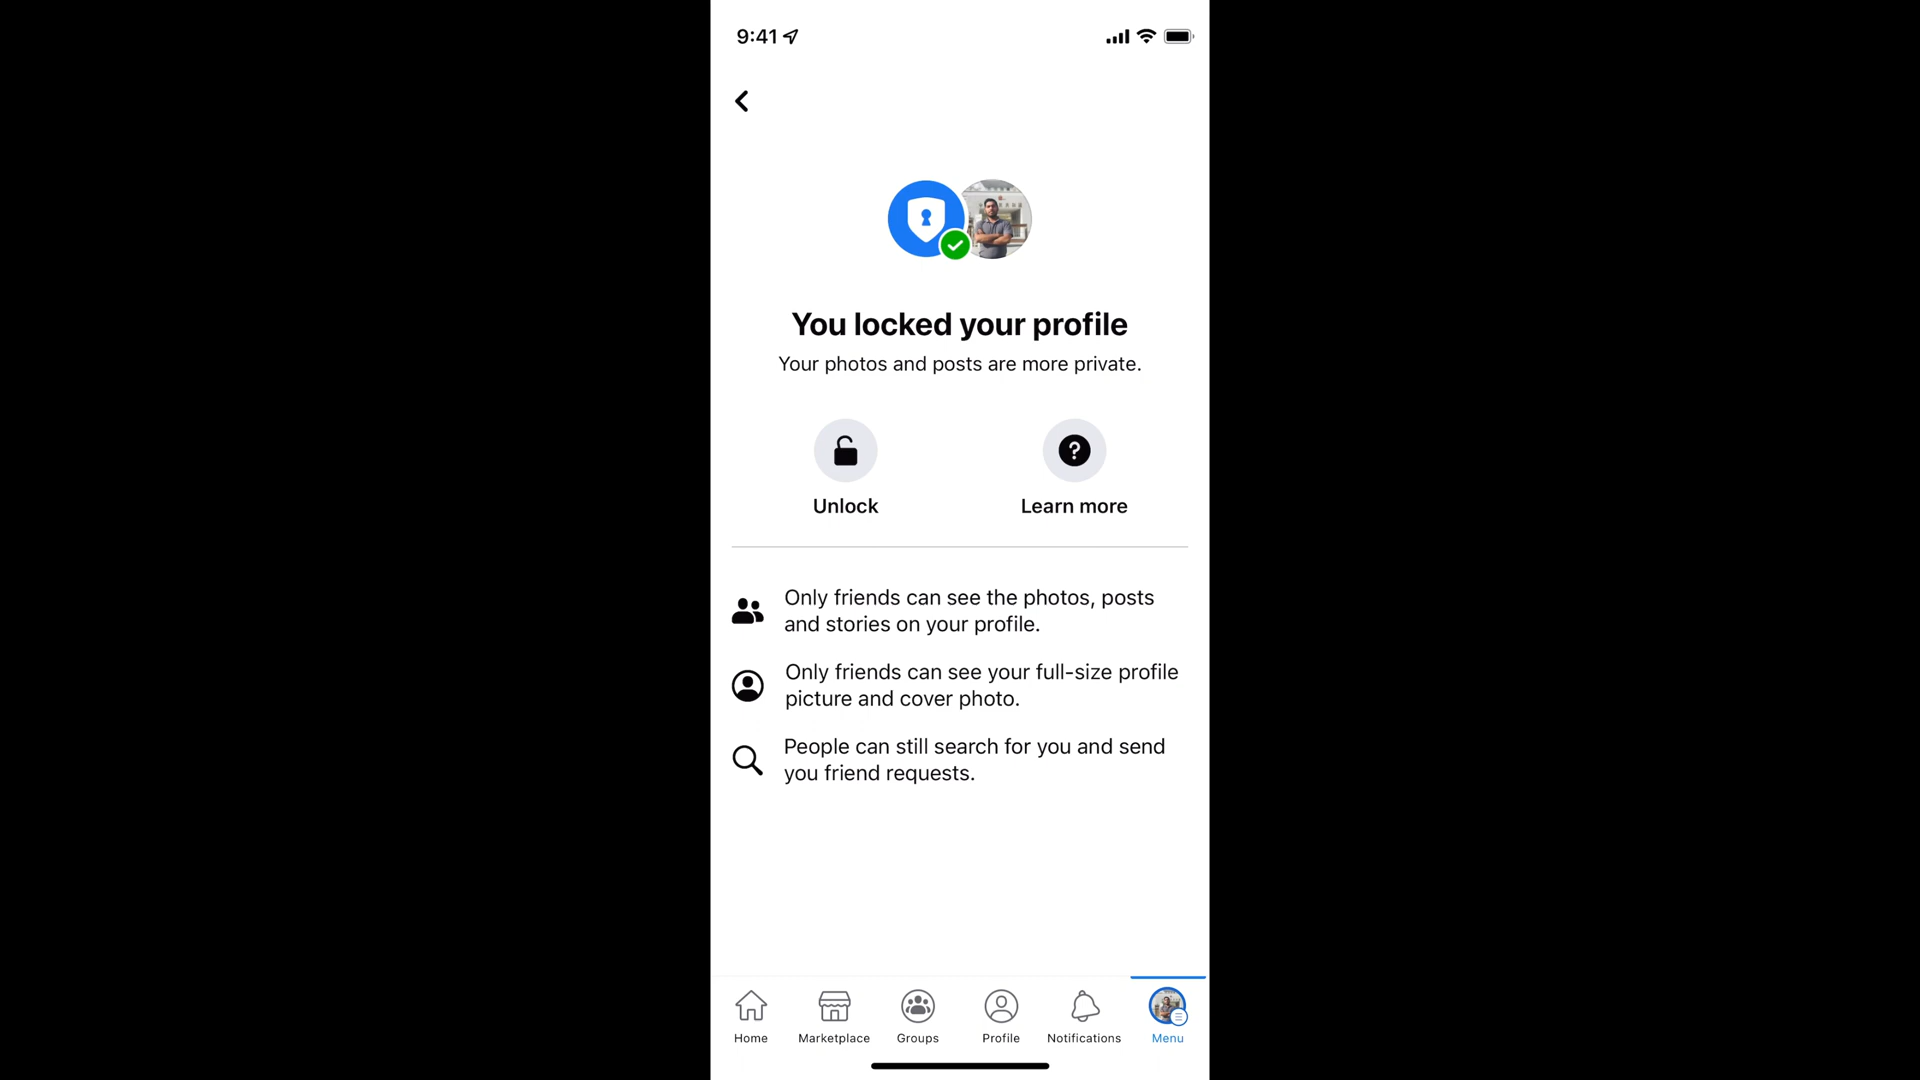 9:41
You locked your profile
Your photos and posts are more private.
Unlock
Learn more
Only friends can see the photos, posts
and stories on your profile.
Only friends can see your full-size profile
picture and cover photo.
People can still search for you and send
you friend requests.
Home
Marketplace
Groups
Profile
Notifications
Menu